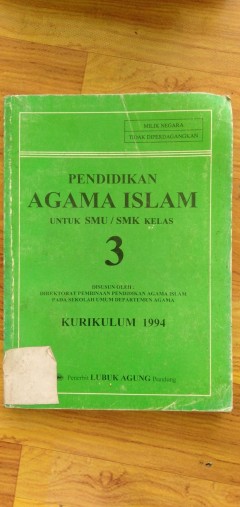 MILIK NEGARA
TIDAK DIPERDAGANGKAN
PENDIDIKAN
AGAMA ISLAM
UNTUK SMU / SMK KELAS
3
DISUSUN OLEH :
DIREKTORAT PEMBINAAN PENDIDIKAN AGAMA ISLAM
PADA SEKOLAH UMUM DEPARTEMEN AGAMA
KURIKULUM 1994
Penerbit LUBUK AGUNG Bandung